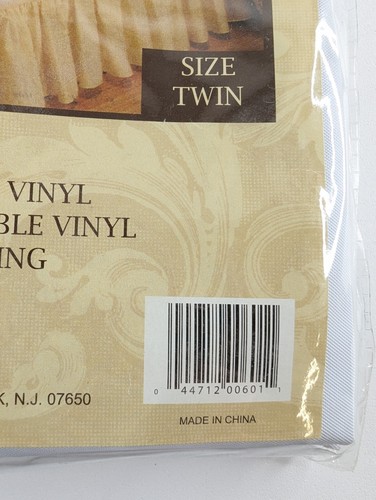 SIZE
TWIN
VINYL
BLE VINYL
ING
0 44712 00601 1
K, N.J. 07650
MADE IN CHINA